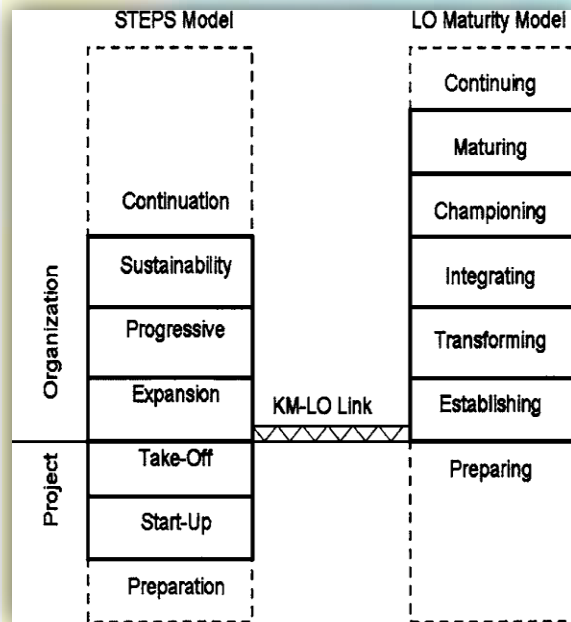 STEPS Model
LO Maturity Model
Continuing
Maturing
Continuation
Championing
Organization
Sustainability
Integrating
Progressive
Transforming
Expansion
KM-LO Link
Establishing
Project
Take-Off
Preparing
Start-Up
Preparation